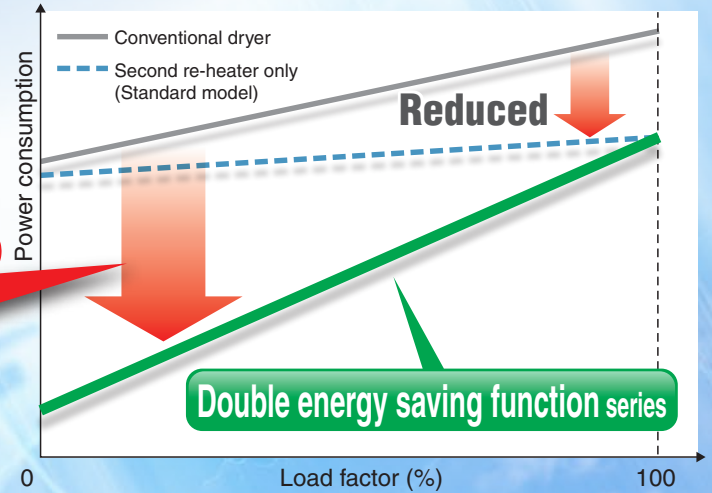 Conventional dryer
Second re-heater only
(Standard model)
Reduced
Power consumption
Double energy saving function series
0
Load factor (%)
100